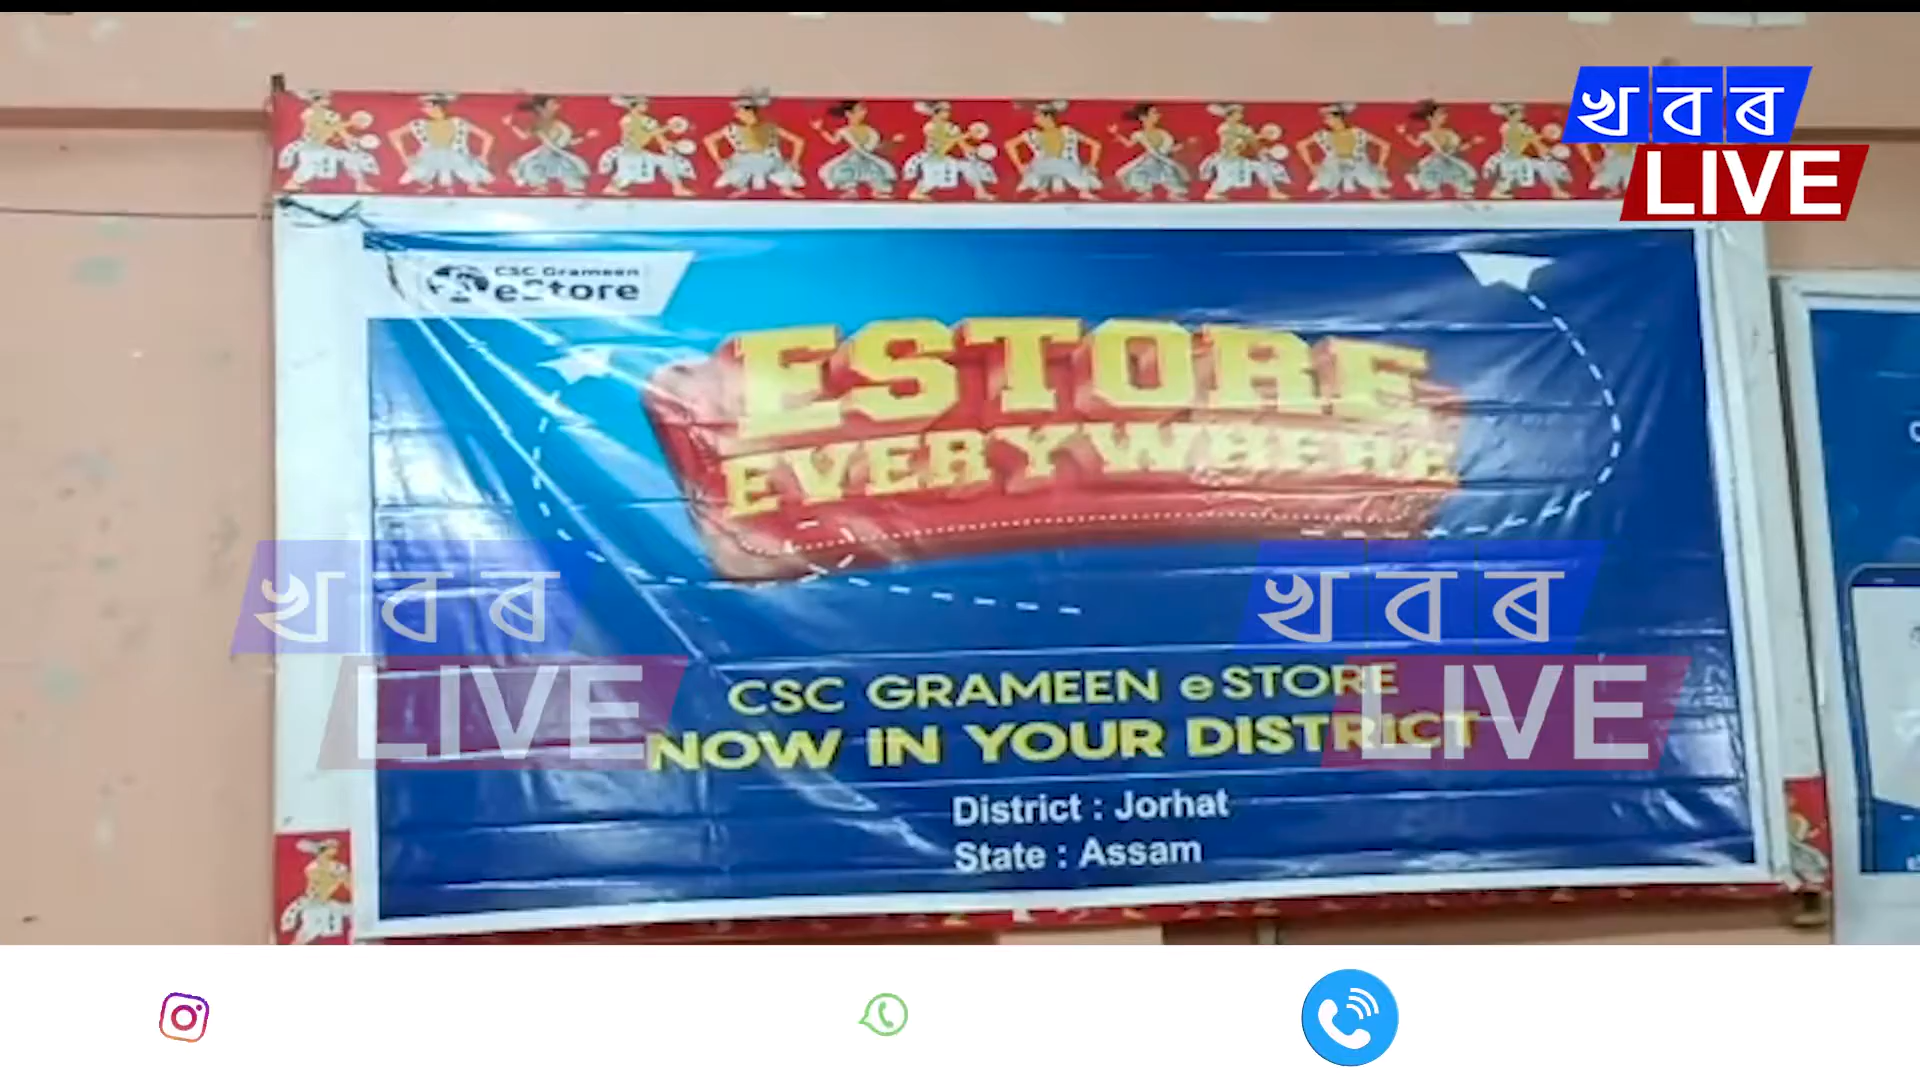 খবৰ
LIVE
CSC Grameen
eStore
ESTORE
EVERYWHERE
খবৰ
LIVE
খবৰ
LIVE
CSC GRAMEEN eSTORE
NOW IN YOUR DISTRICT
District : Jorhat
State : Assam